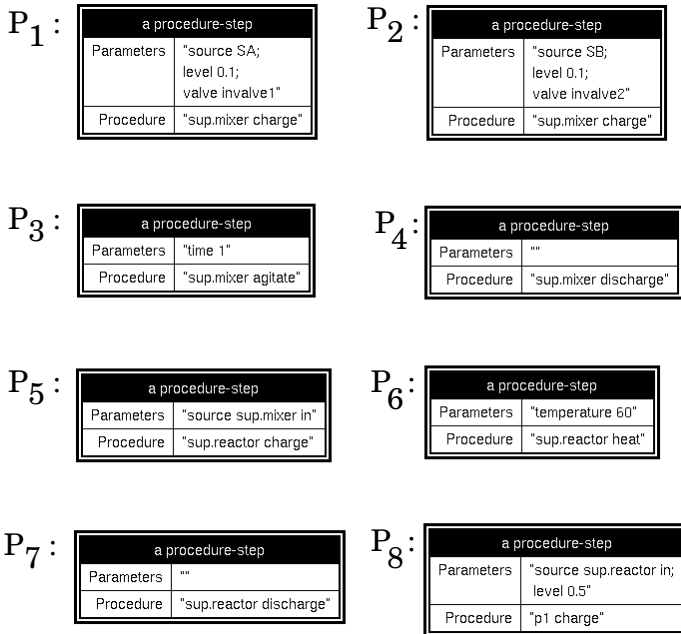 P1:
a procedure-step
Parameters "source SA;
level 0.1;
valve invalve1"
Procedure "sup.mixer charge"
P2:
a procedure-step
Parameters "source SB;
level 0.1;
valve invalve2"
Procedure "sup.mixer charge"
P3:
a procedure-step
Parameters "time 1"
Procedure "sup.mixer agitate"
P4:
a procedure-step
Parameters ""
Procedure "sup.mixer discharge"
P5:
a procedure-step
Parameters "source sup.mixer in"
Procedure "sup.reactor charge"
P6:
a procedure-step
Parameters "temperature 60"
Procedure "sup.reactor heat"
P7:
a procedure-step
Parameters ""
Procedure "sup.reactor discharge"
P8:
a procedure-step
Parameters "source sup.reactor in;
level 0.5"
Procedure "p1 charge"